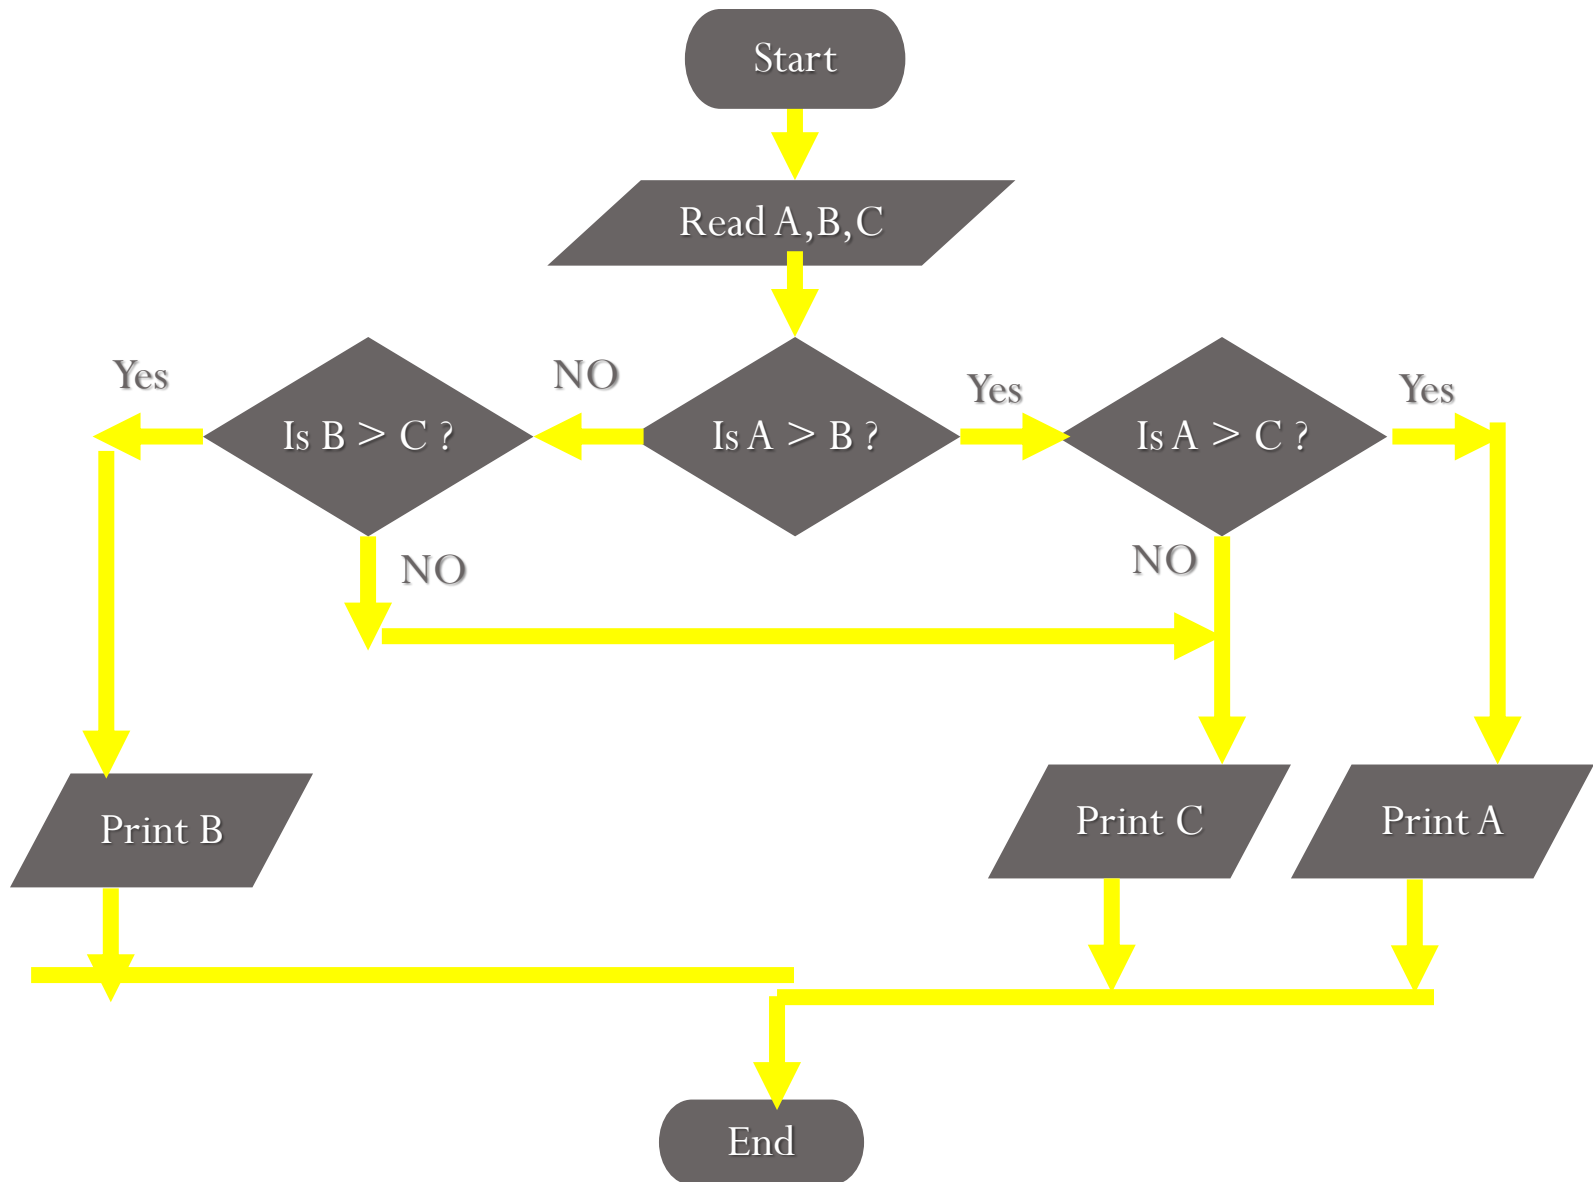 Start
Read A,B,C
Yes
NO
Yes
Yes
Is B > C ?
Is A > B ?
Is A > C ?
NO
NO
Print B
Print C
Print A
End